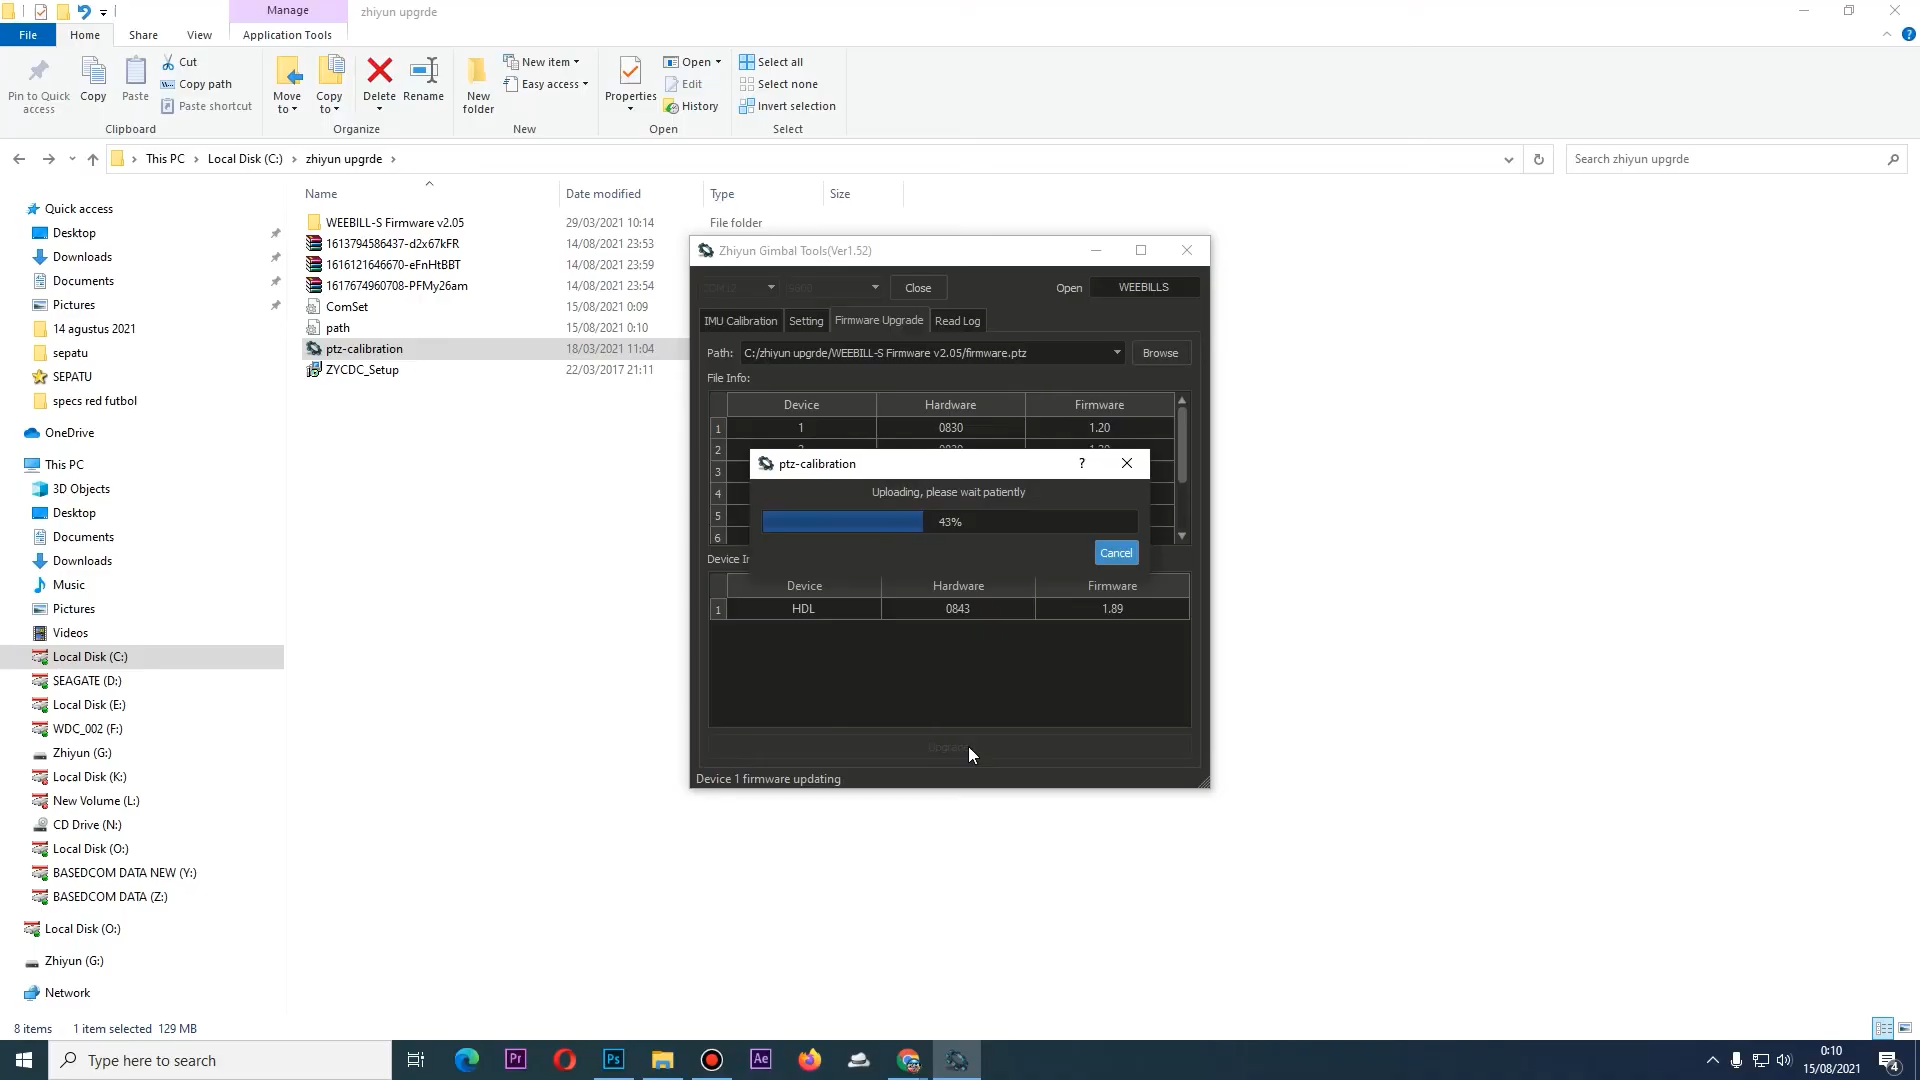 Manage
zhiyun upgrde
File
Home
Share
View
Application Tools
Pin to Quick access
Copy
Paste
Cut
Copy path
Paste shortcut
Move to
Copy to
Delete
Rename
New folder
New item
Easy access
Properties
Open
Edit
History
Select all
Select none
Invert selection
Clipboard
Organize
New
Open
Select
This PC
Local Disk (C:)
zhiyun upgrde
Search zhiyun upgrde
Name
Date modified
Type
Size
WEEBILL-S Firmware v2.05 29/03/2021 10:14 File folder
1613794586437-d2x67kFR 14/08/2021 23:53
1616121646670-eFnHtBBT 14/08/2021 23:59
1617674960708-PFMy26am 14/08/2021 23:54
ComSet 15/08/2021 0:09
path 15/08/2021 0:10
ptz-calibration 18/03/2021 11:04
ZYCDC_Setup 22/03/2017 21:11
Quick access
Desktop
Downloads
Documents
Pictures
14 agustus 2021
sepatu
SEPATU
specs red futbol
OneDrive
This PC
3D Objects
Desktop
Documents
Downloads
Music
Pictures
Videos
Local Disk (C:)
SEAGATE (D:)
Local Disk (E:)
WDC_002 (F:)
Zhiyun (G:)
Local Disk (K:)
New Volume (L:)
CD Drive (N:)
Local Disk (O:)
BASEDCOM DATA NEW (Y:)
BASEDCOM DATA (Z:)
Local Disk (O:)
Zhiyun (G:)
Network
Zhiyun Gimbal Tools(Ver1.52)
Close
Open
WEEBILLS
IMU Calibration
Setting
Firmware Upgrade
Read Log
Path: C:/zhiyun upgrde/WEEBILL-S Firmware v2.05/firmware.ptz Browse
File Info:
Device Hardware Firmware
1 1 0830 1.20
2
3
4
5
6
ptz-calibration
?
Uploading, please wait patiently
43%
Cancel
Device In
Device Hardware Firmware
1 HDL 0843 1.89
Device 1 firmware updating
8 items 1 item selected 129 MB
Type here to search
Pr
Ps
Ae
0:10
15/08/2021
4